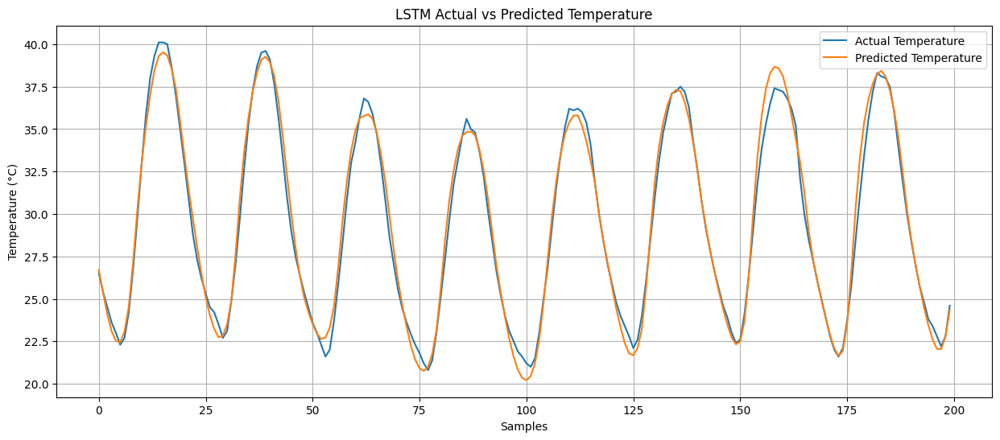 LSTM Actual vs Predicted Temperature
Actual Temperature
Predicted Temperature
Temperature (°C)
40.0
37.5
35.0
32.5
30.0
27.5
25.0
22.5
20.0
0 25 50 75 100 125 150 175 200
Samples